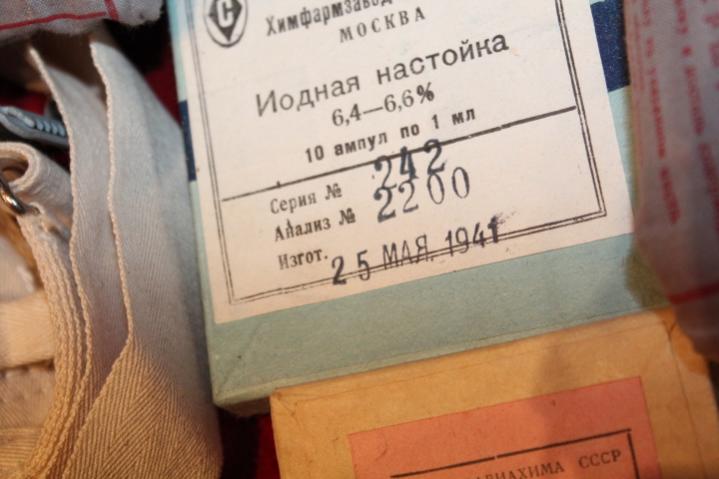 С
Химфармзавод
МОСКВА
Иодная настойка
6,4—6,6%
10 ампул по 1 мл
Серия № 242
Анализ № 2200
Изгот. 25 МАЯ. 1941
АВИАХИМА СССР